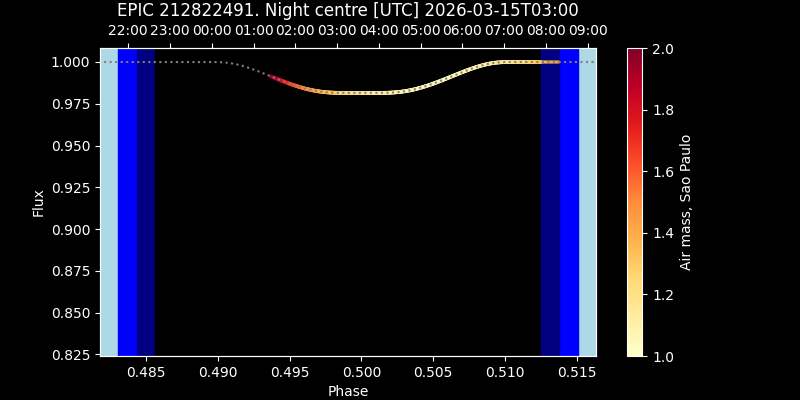 EPIC 212822491. Night centre [UTC] 2026-03-15T03:00
22:00 23:00 00:00 01:00 02:00 03:00 04:00 05:00 06:00 07:00 08:00 09:00
1.000
0.975
0.950
0.925
0.900
0.875
0.850
0.825
Flux
0.485 0.490 0.495 0.500 0.505 0.510 0.515
Phase
2.0
1.8
1.6
1.4
1.2
1.0
Air mass, Sao Paulo